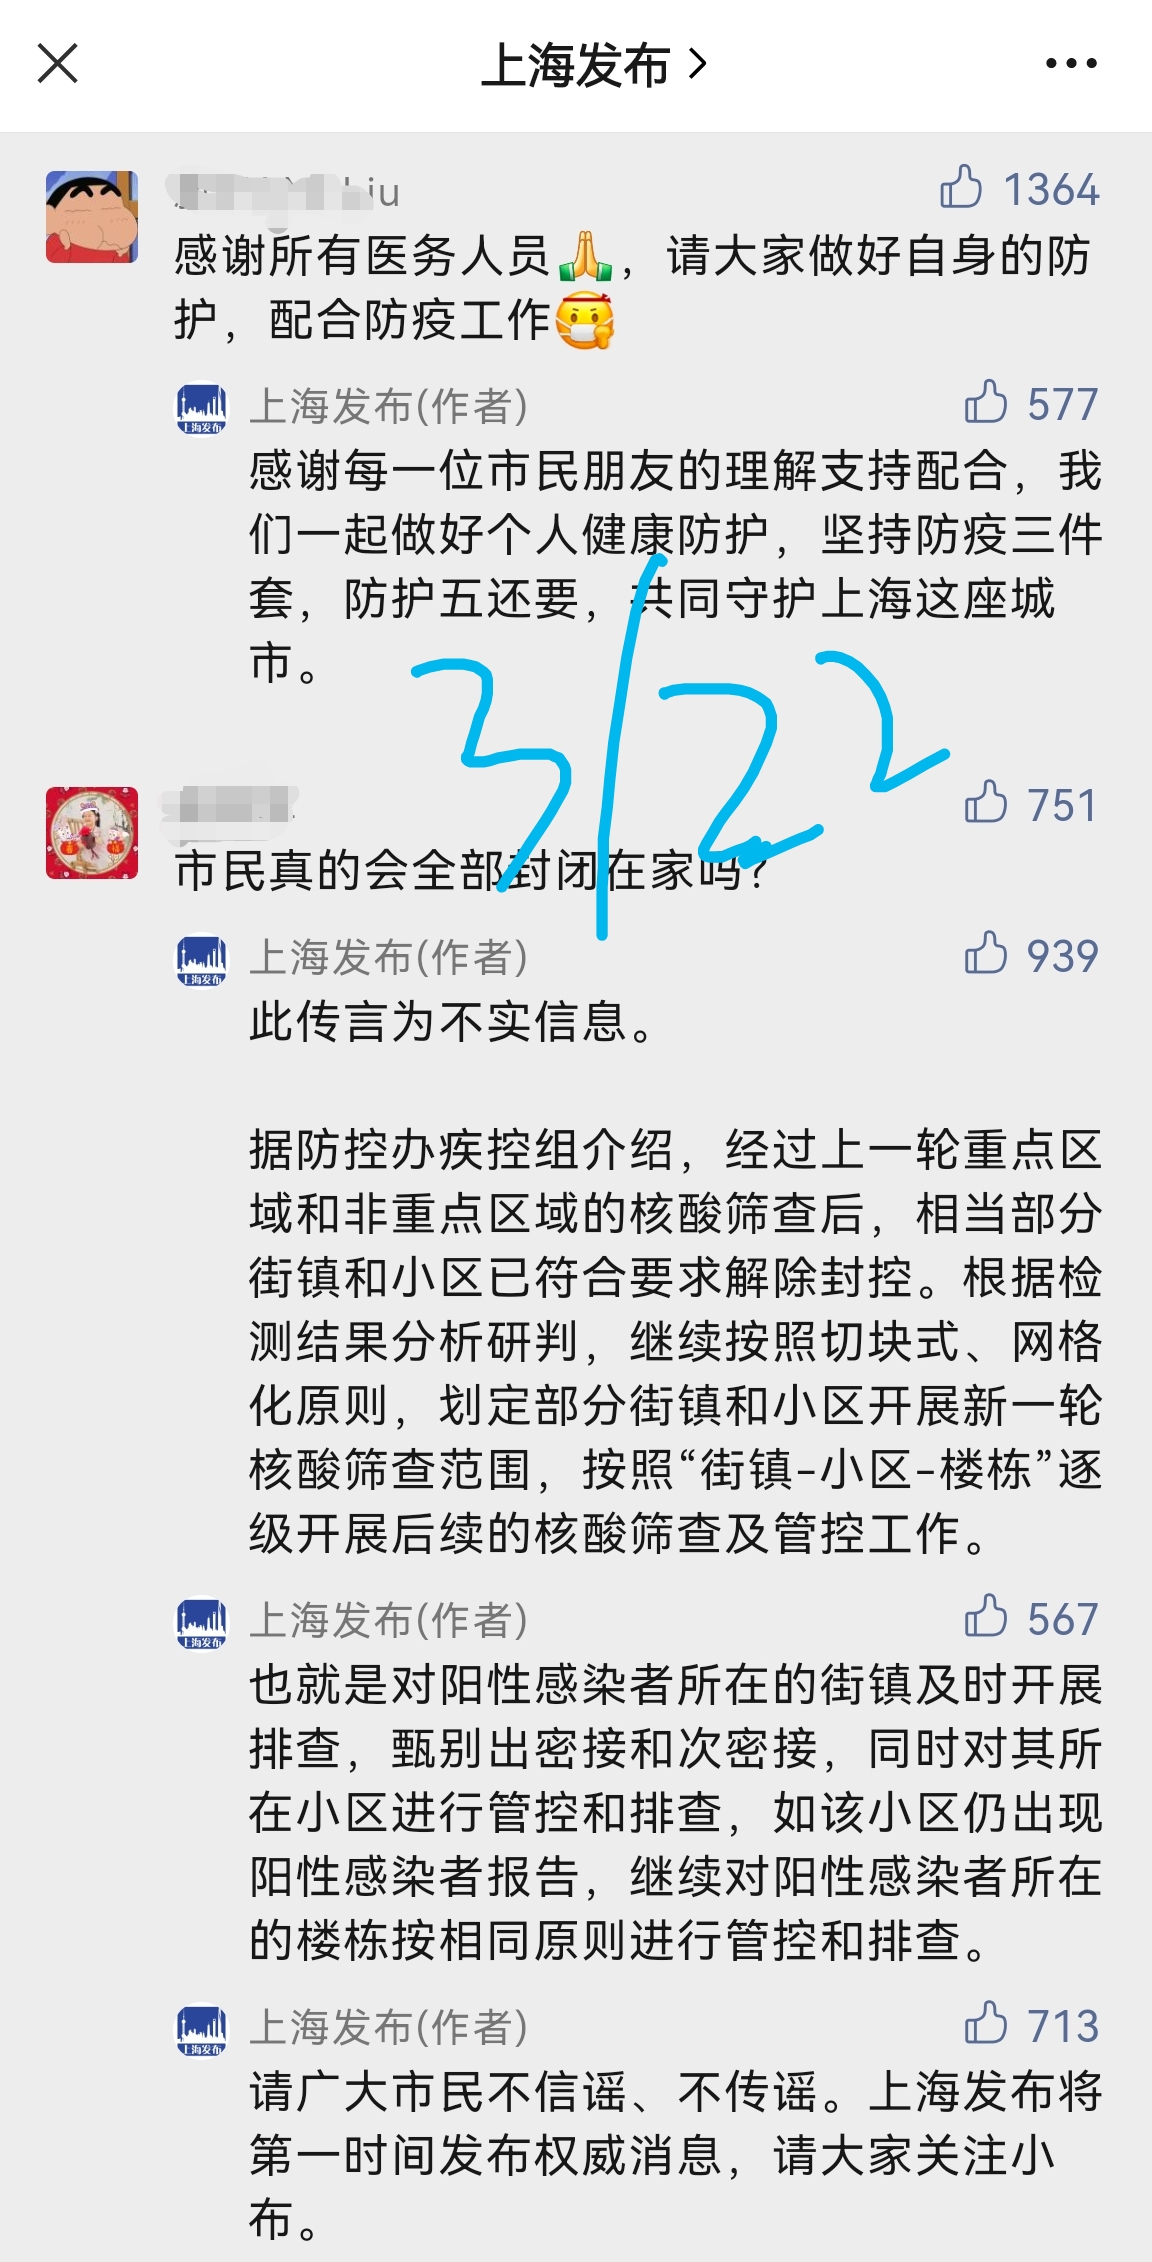 上海发布
1364
感谢所有医务人员🙏，请大家做好自身的防
护，配合防疫工作😷
上海发布(作者)
577
感谢每一位市民朋友的理解支持配合，我
们一起做好个人健康防护，坚持防疫三件
套，防护五还要，共同守护上海这座城
市。
3/22
751
市民真的会全部封闭在家吗？
上海发布(作者)
939
此传言为不实信息。
据防控办疾控组介绍，经过上一轮重点区
域和非重点区域的核酸筛查后，相当部分
街镇和小区已符合要求解除封控。根据检
测结果分析研判，继续按照切块式、网格
化原则，划定部分街镇和小区开展新一轮
核酸筛查范围，按照“街镇-小区-楼栋”逐
级开展后续的核酸筛查及管控工作。
上海发布(作者)
567
也就是对阳性感染者所在的街镇及时开展
排查，甄别出密接和次密接，同时对其所
在小区进行管控和排查，如该小区仍出现
阳性感染者报告，继续对阳性感染者所在
的楼栋按相同原则进行管控和排查。
上海发布(作者)
713
请广大市民不信谣、不传谣。上海发布将
第一时间发布权威消息，请大家关注小
布。